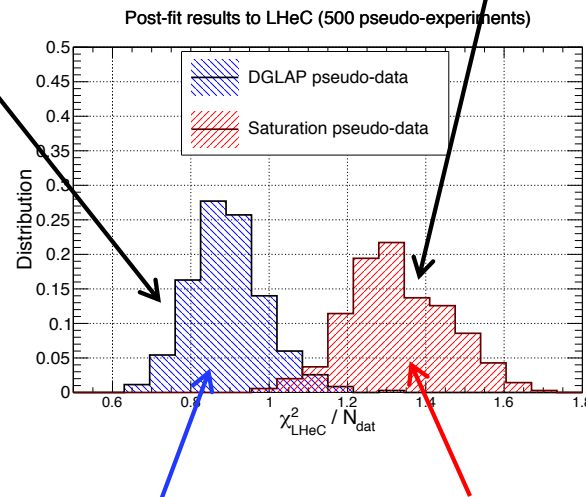 Post-fit results to LHeC (500 pseudo-experiments)
Distribution
0.5
0.45
0.4
0.35
0.3
0.25
0.2
0.15
0.1
0.05
0
DGLAP pseudo-data
Saturation pseudo-data
0.6 0.8 1 1.2 1.4 1.6 1.8
χ²_LHeC / N_dat